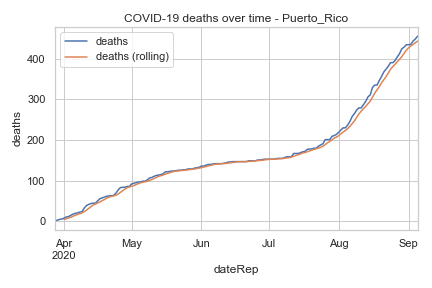 COVID-19 deaths over time - Puerto_Rico
deaths
deaths (rolling)
400
300
200
100
0
deaths
Apr May Jun Jul Aug Sep
2020
dateRep